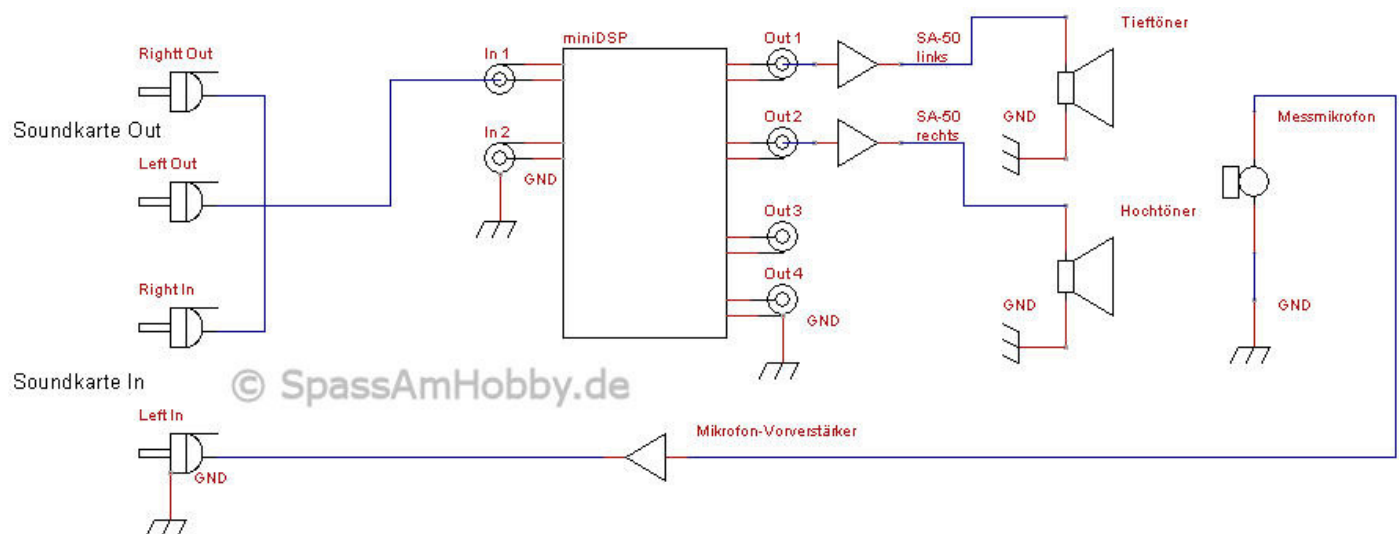 Rightt Out
Soundkarte Out
Left Out
Right In
Soundkarte In
Left In
GND
In 1
In 2
GND
miniDSP
Out 1
Out 2
Out 3
Out 4
GND
SA-50
links
SA-50
rechts
Tieftöner
GND
Hochtöner
GND
Messmikrofon
GND
Mikrofon-Vorverstärker
© SpassAmHobby.de